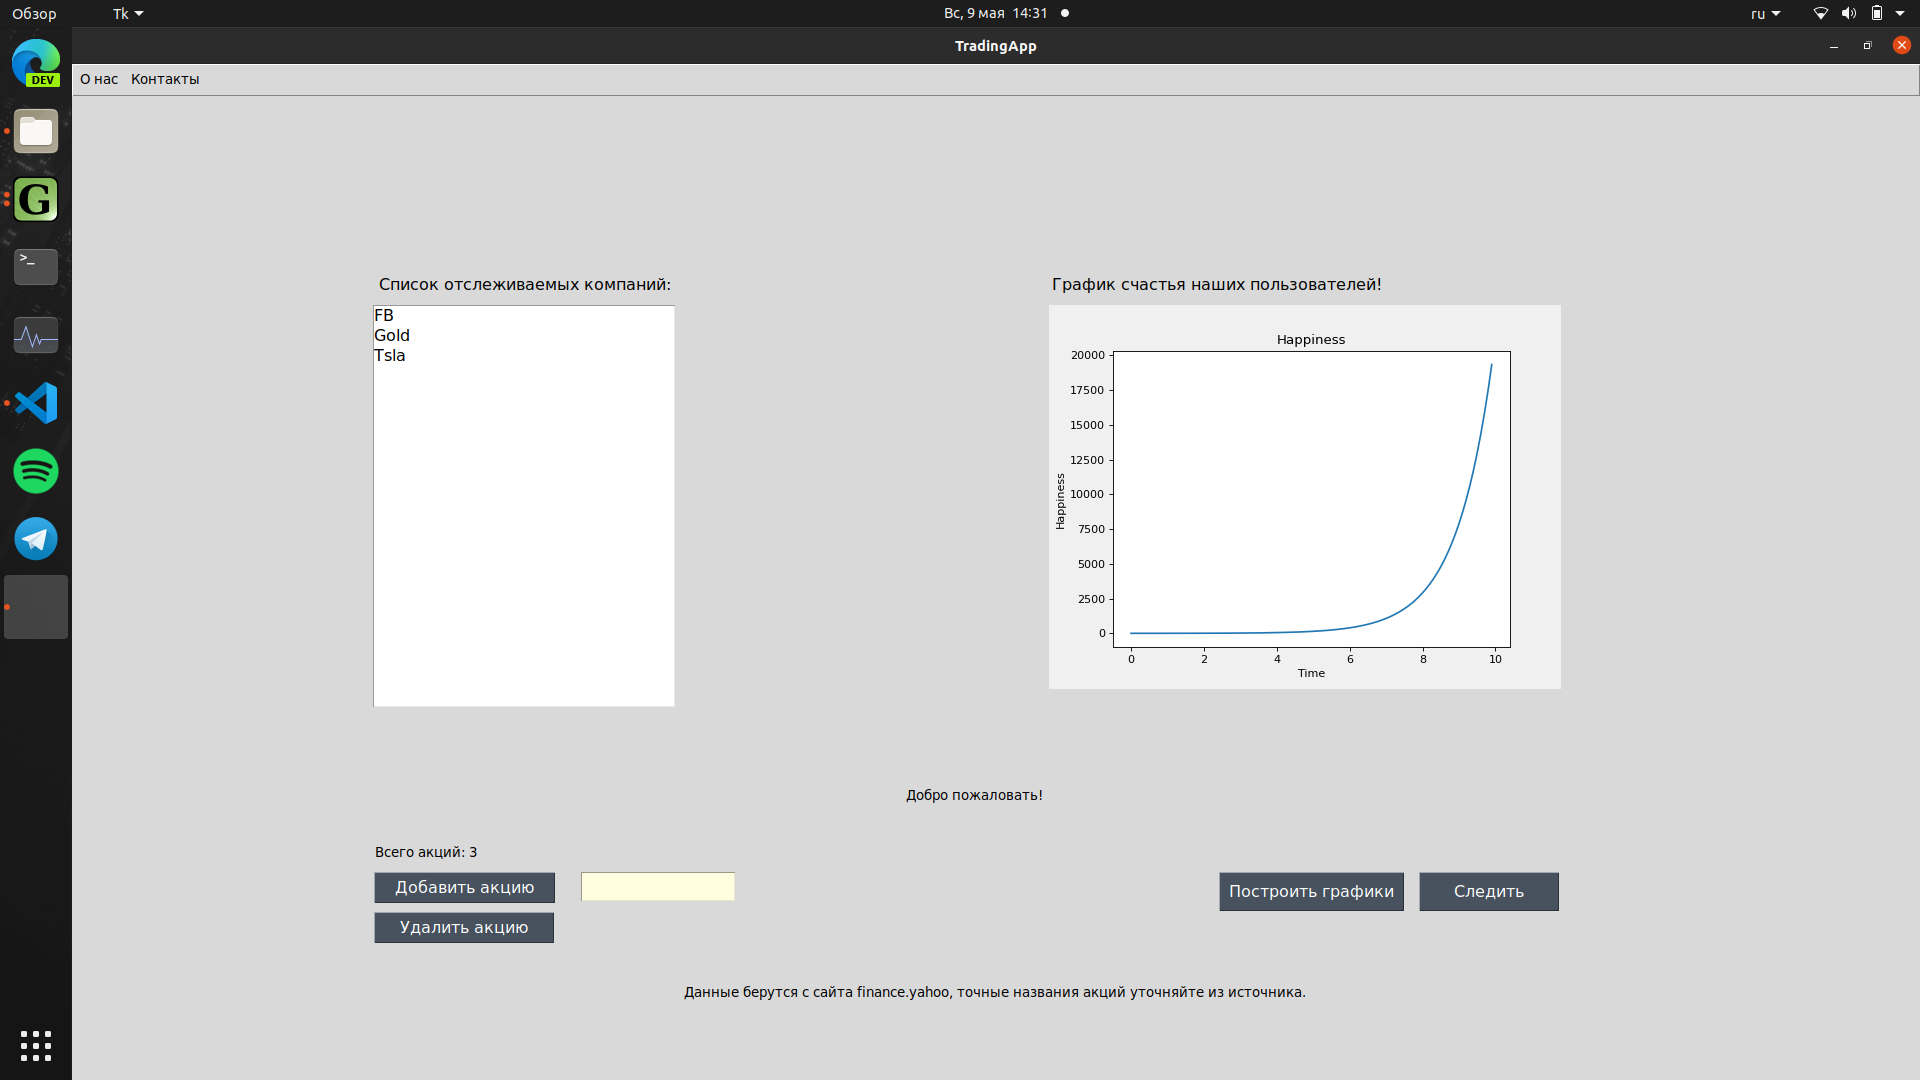 Обзор
Tk
Вс, 9 мая 14:31
ru
TradingApp
DEV
О нас
Контакты
G
>_
Список отслеживаемых компаний:
FB
Gold
Tsla
График счастья наших пользователей!
Happiness
20000
17500
15000
12500
10000
7500
5000
2500
0
Happiness
0 2 4 6 8 10
Time
Добро пожаловать!
Всего акций: 3
Добавить акцию
Удалить акцию
Построить графики
Следить
Данные берутся с сайта finance.yahoo, точные названия акций уточняйте из источника.